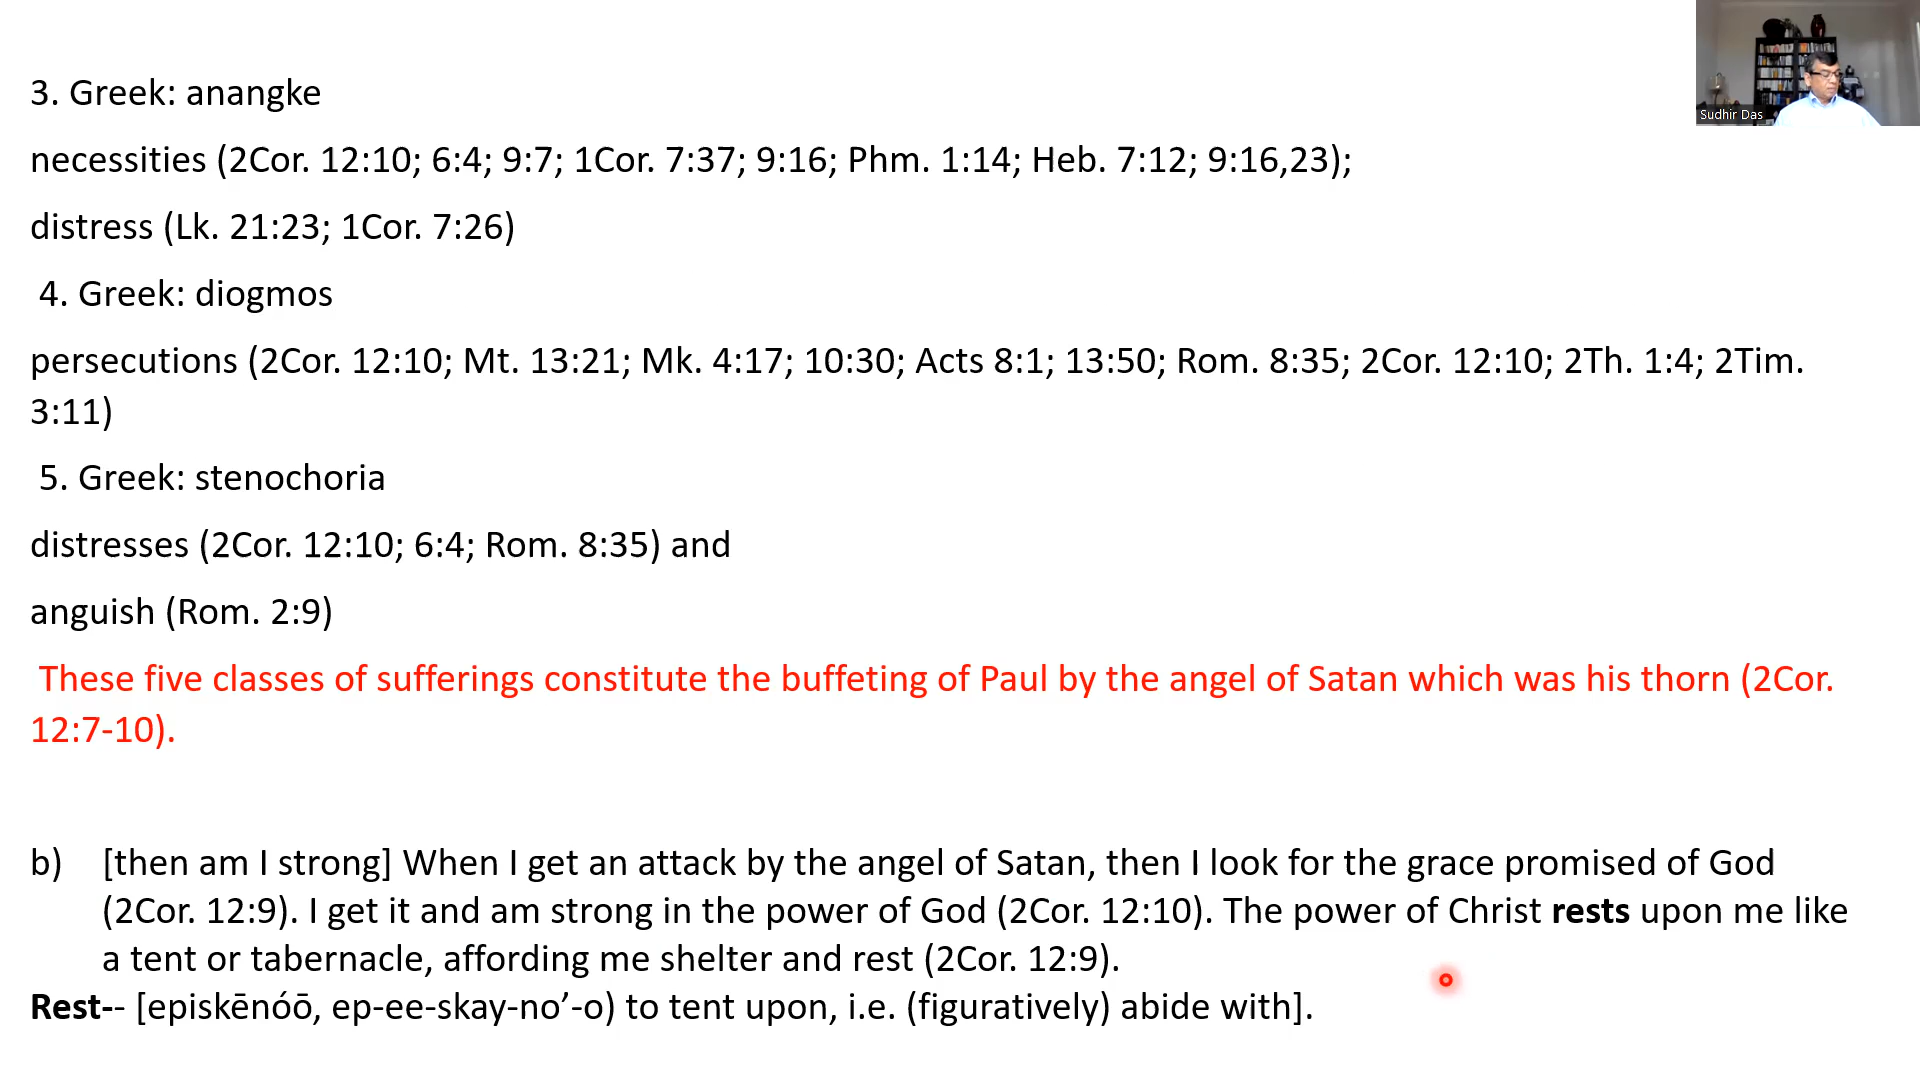 3. Greek: anangke
necessities (2Cor. 12:10; 6:4; 9:7; 1Cor. 7:37; 9:16; Phm. 1:14; Heb. 7:12; 9:16,23);
distress (Lk. 21:23; 1Cor. 7:26)
4. Greek: diogmos
persecutions (2Cor. 12:10; Mt. 13:21; Mk. 4:17; 10:30; Acts 8:1; 13:50; Rom. 8:35; 2Cor. 12:10; 2Th. 1:4; 2Tim.
3:11)
5. Greek: stenochoria
distresses (2Cor. 12:10; 6:4; Rom. 8:35) and
anguish (Rom. 2:9)
These five classes of sufferings constitute the buffeting of Paul by the angel of Satan which was his thorn (2Cor.
12:7-10).
b) [then am I strong] When I get an attack by the angel of Satan, then I look for the grace promised of God
(2Cor. 12:9). I get it and am strong in the power of God (2Cor. 12:10). The power of Christ rests upon me like
a tent or tabernacle, affording me shelter and rest (2Cor. 12:9).
Rest-- [episkēnóō, ep-ee-skay-no’-o) to tent upon, i.e. (figuratively) abide with].
Sudhir Das